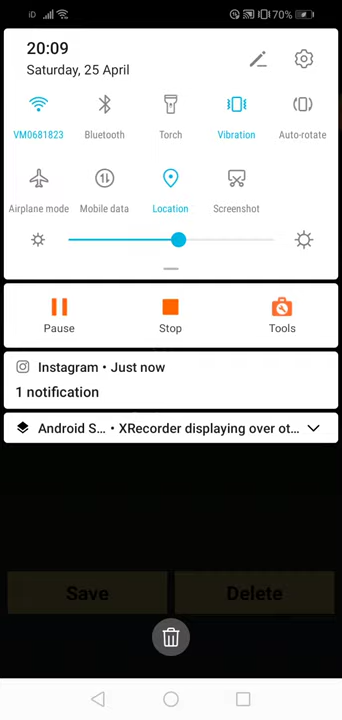 iD 70%
20:09
Saturday, 25 April
VM0681823 Bluetooth Torch Vibration Auto-rotate
Airplane mode Mobile data Location Screenshot
Pause Stop Tools
Instagram • Just now
1 notification
Android S... • XRecorder displaying over ot...
Save Delete